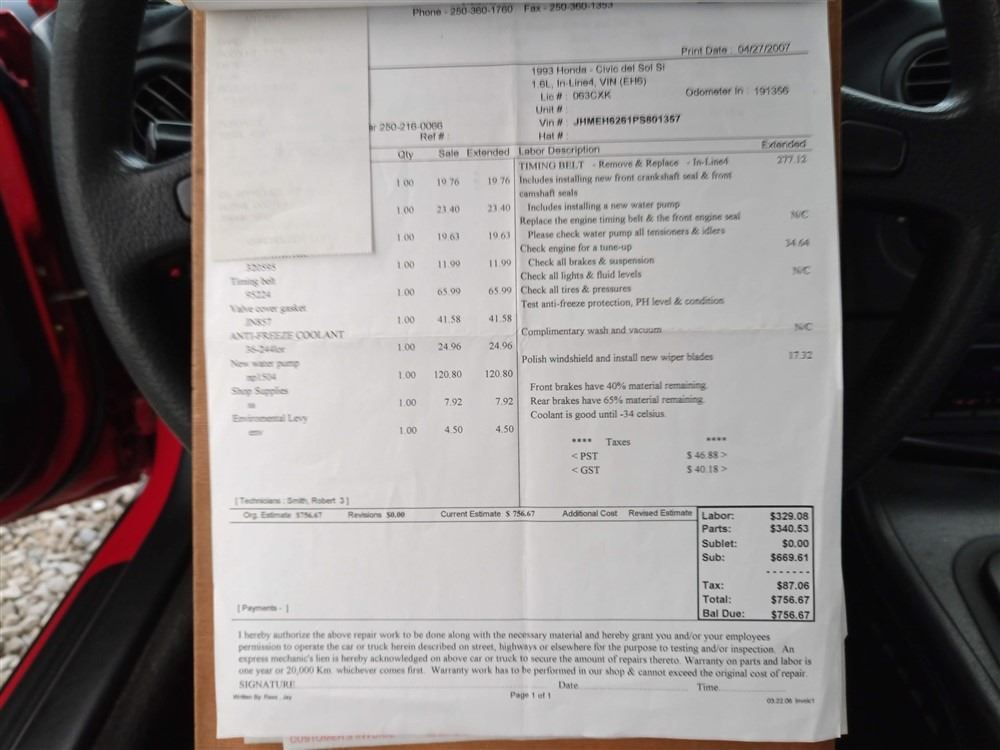 Phone - 250-360-1760 Fax - 250-360-1353
Print Date : 04/27/2007
1993 Honda - Civic del Sol Si
1.6L, In-Line4, VIN (EH6)
Lic # : 063CXK Odometer In : 191366
Unit # :
250-216-0066 Vin # : JHMEH6261PS801357
Ref # : Hat # :
Qty Sale Extended Labor Description Extended
TIMING BELT - Remove & Replace - In-Line4 277.12
1.00 19.76 19.76 Includes installing new front crankshaft seal & front
camshaft seals
1.00 23.40 23.40 Includes installing a new water pump
Replace the engine timing belt & the front engine seal N/C
1.00 19.63 19.63 Please check water pump all tensioners & idlers
Check engine for a tune-up 34.64
320595 1.00 11.99 11.99 Check all brakes & suspension
Timing belt Check all lights & fluid levels N/C
95224 1.00 65.99 65.99 Check all tires & pressures
Valve cover gasket Test anti-freeze protection, PH level & condition
JN857 1.00 41.58 41.58
ANTI-FREEZE COOLANT Complimentary wash and vacuum N/C
1.00 24.96 24.96
New water pump Polish windshield and install new wiper blades 17.32
1.00 120.80 120.80
Shop Supplies Front brakes have 40% material remaining.
1.00 7.92 7.92 Rear brakes have 65% material remaining.
Enviromental Levy Coolant is good until -34 celsius.
env 1.00 4.50 4.50
**** Taxes ****
< PST $ 46.88 >
< GST $ 40.18 >
[ Technicians : Smith, Robert 3 ]
Org. Estimate $756.67 Revisions $0.00 Current Estimate $ 756.67 Additional Cost Revised Estimate
Labor: $329.08
Parts: $340.53
Sublet: $0.00
Sub: $669.61
-------
Tax: $87.06
Total: $756.67
[ Payments - ] Bal Due: $756.67
I hereby authorize the above repair work to be done along with the necessary material and hereby grant you and/or your employees
permission to operate the car or truck herein described on street, highways or elsewhere for the purpose to testing and/or inspection. An
express mechanic's lien is hereby acknowledged on above car or truck to secure the amount of repairs thereto. Warranty on parts and labor is
one year or 20,000 Km whichever comes first. Warranty work has to be performed in our shop & cannot exceed the original cost of repair.
SIGNATURE Date Time
Written By Jay Page 1 of 1 03.22.06
CUSTOMER'S INVOICE